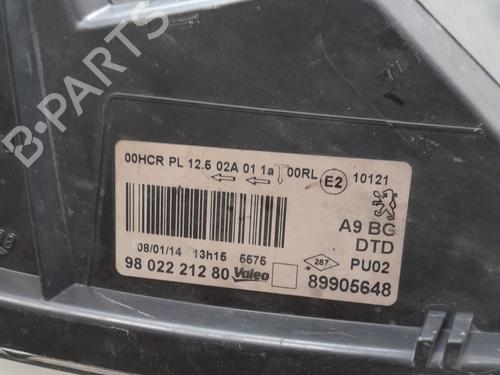 B-PARTS
00HCR PL 12.5 02A 01 1a 00RL E2 10121
A9 BG
DTD
08/01/14 13h15 5575 287 PU02
98 022 212 80 Valeo 89905648